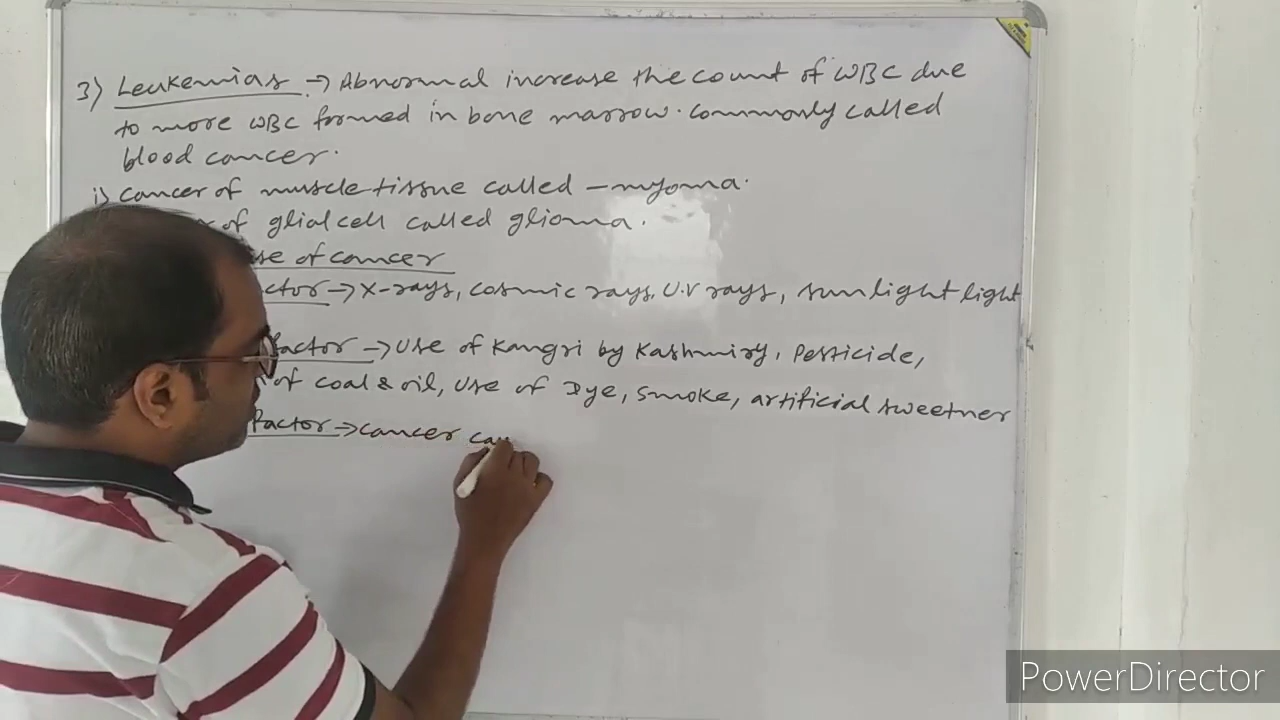 3) Leukemias → Abnormal increase the count of WBC due
to more WBC formed in bone marrow. Commonly called
blood cancer.
i) Cancer of muscle tissue called - myoma.
of glial cell called glioma.
of cancer
→ X-rays, cosmic rays, U.V rays, sunlight light
factor → Use of Kangri by Kashmiry, Pesticide,
of coal & oil, Use of Dye, Smoke, artificial sweetner
factor → Cancer
PowerDirector